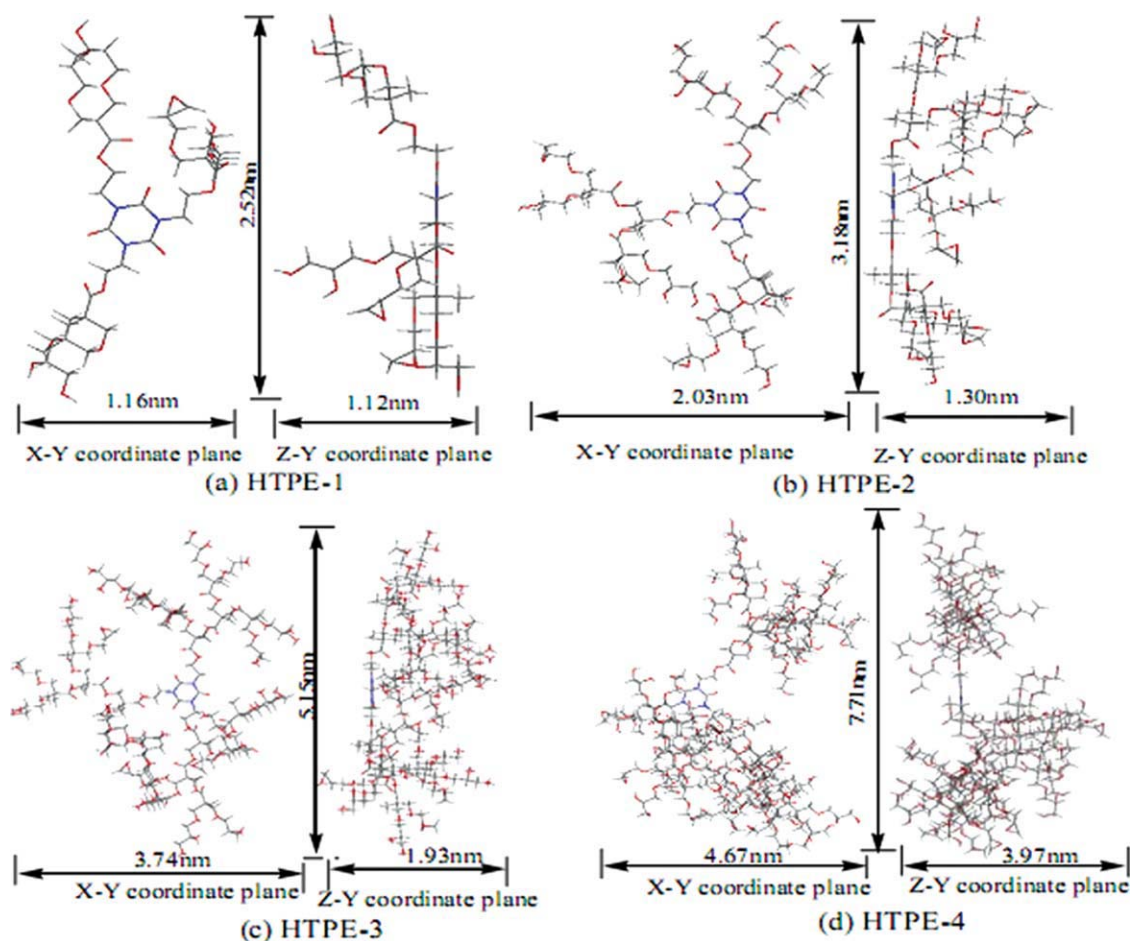 2.52nm
1.16nm
1.12nm
X-Y coordinate plane
Z-Y coordinate plane
(a) HTPE-1
3.18nm
2.03nm
1.30nm
X-Y coordinate plane
Z-Y coordinate plane
(b) HTPE-2
5.15nm
3.74nm
1.93nm
X-Y coordinate plane
Z-Y coordinate plane
(c) HTPE-3
7.71nm
4.67nm
3.97nm
X-Y coordinate plane
Z-Y coordinate plane
(d) HTPE-4